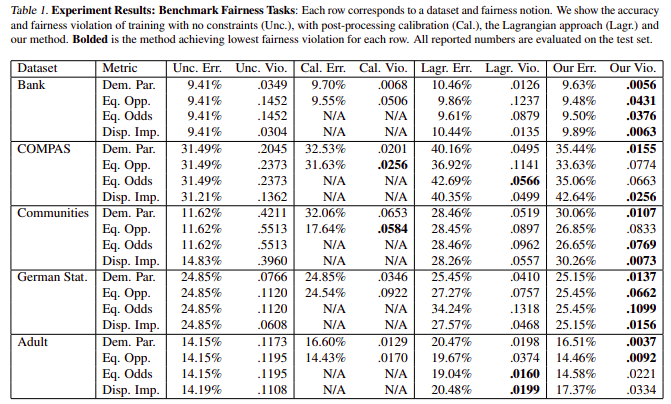 Table 1. Experiment Results: Benchmark Fairness Tasks: Each row corresponds to a dataset and fairness notion. We show the accuracy
and fairness violation of training with no constraints (Unc.), with post-processing calibration (Cal.), the Lagrangian approach (Lagr.) and
our method. Bolded is the method achieving lowest fairness violation for each row. All reported numbers are evaluated on the test set.
Dataset Metric Unc. Err. Unc. Vio. Cal. Err. Cal. Vio. Lagr. Err. Lagr. Vio. Our Err. Our Vio.
Bank Dem. Par. 9.41% .0349 9.70% .0068 10.46% .0126 9.63% .0056
Eq. Opp. 9.41% .1452 9.55% .0506 9.86% .1237 9.48% .0431
Eq. Odds 9.41% .1452 N/A N/A 9.61% .0879 9.50% .0376
Disp. Imp. 9.41% .0304 N/A N/A 10.44% .0135 9.89% .0063
COMPAS Dem. Par. 31.49% .2045 32.53% .0201 40.16% .0495 35.44% .0155
Eq. Opp. 31.49% .2373 31.63% .0256 36.92% .1141 33.63% .0774
Eq. Odds 31.49% .2373 N/A N/A 42.69% .0566 35.06% .0663
Disp. Imp. 31.21% .1362 N/A N/A 40.35% .0499 42.64% .0256
Communities Dem. Par. 11.62% .4211 32.06% .0653 28.46% .0519 30.06% .0107
Eq. Opp. 11.62% .5513 17.64% .0584 28.45% .0897 26.85% .0833
Eq. Odds 11.62% .5513 N/A N/A 28.46% .0962 26.65% .0769
Disp. Imp. 14.83% .3960 N/A N/A 28.26% .0557 30.26% .0073
German Stat. Dem. Par. 24.85% .0766 24.85% .0346 25.45% .0410 25.15% .0137
Eq. Opp. 24.85% .1120 24.54% .0922 27.27% .0757 25.45% .0662
Eq. Odds 24.85% .1120 N/A N/A 34.24% .1318 25.45% .1099
Disp. Imp. 24.85% .0608 N/A N/A 27.57% .0468 25.15% .0156
Adult Dem. Par. 14.15% .1173 16.60% .0129 20.47% .0198 16.51% .0037
Eq. Opp. 14.15% .1195 14.43% .0170 19.67% .0374 14.46% .0092
Eq. Odds 14.15% .1195 N/A N/A 19.04% .0160 14.58% .0221
Disp. Imp. 14.19% .1108 N/A N/A 20.48% .0199 17.37% .0334